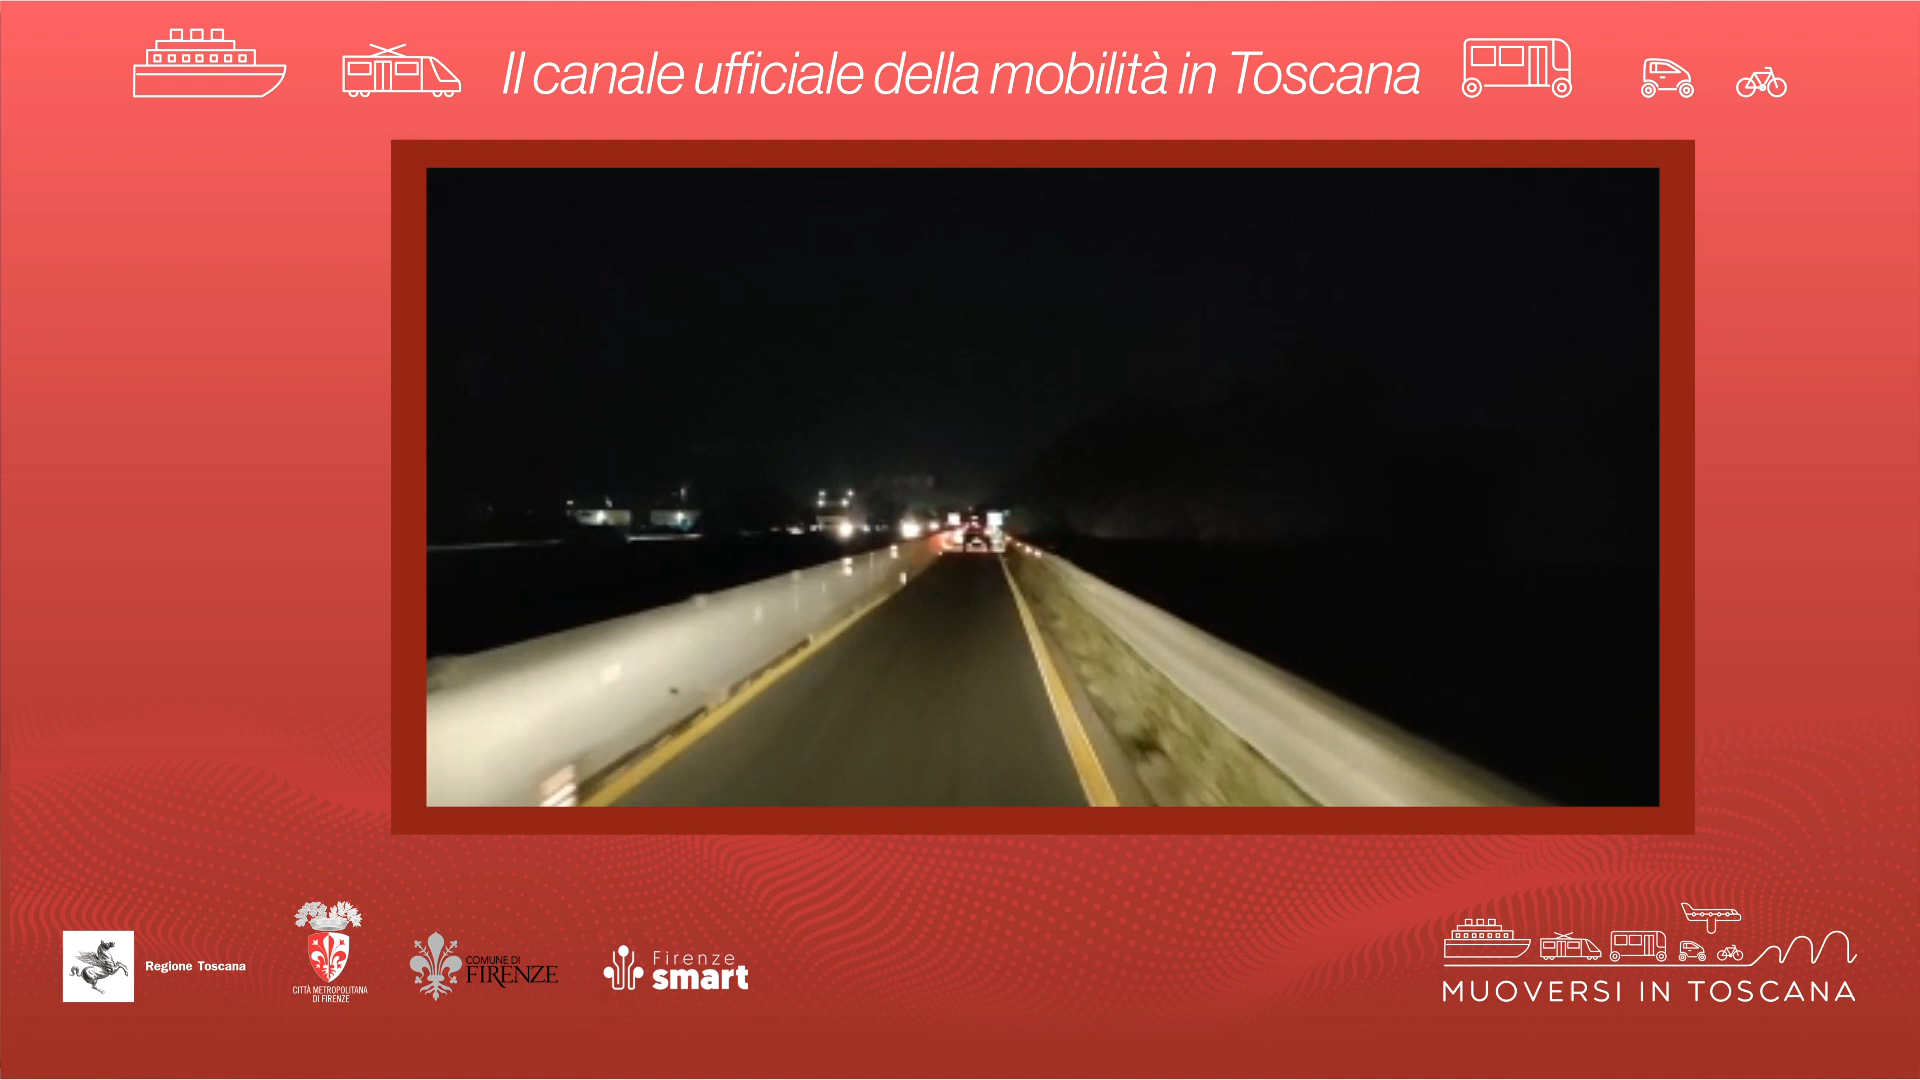 Il canale ufficiale della mobilità in Toscana
Regione Toscana
CITTÀ METROPOLITANA
DI FIRENZE
COMUNE DI
FIRENZE
Firenze
smart
MUOVERSI IN TOSCANA